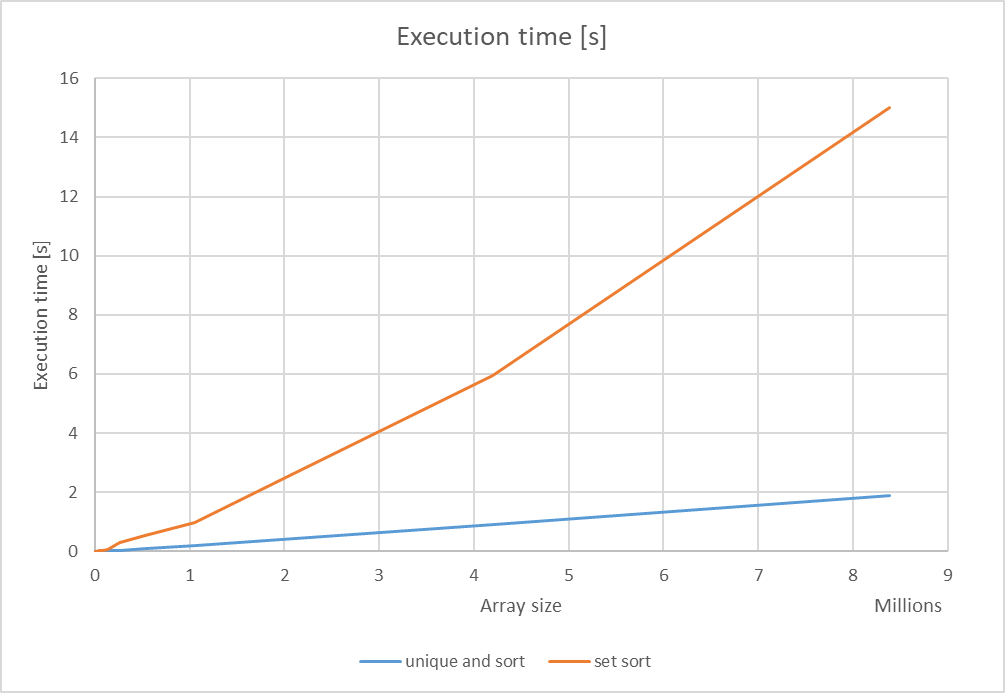 Execution time [s]
Execution time [s]
16
14
12
10
8
6
4
2
0
0 1 2 3 4 5 6 7 8 9
Array size
Millions
unique and sort set sort